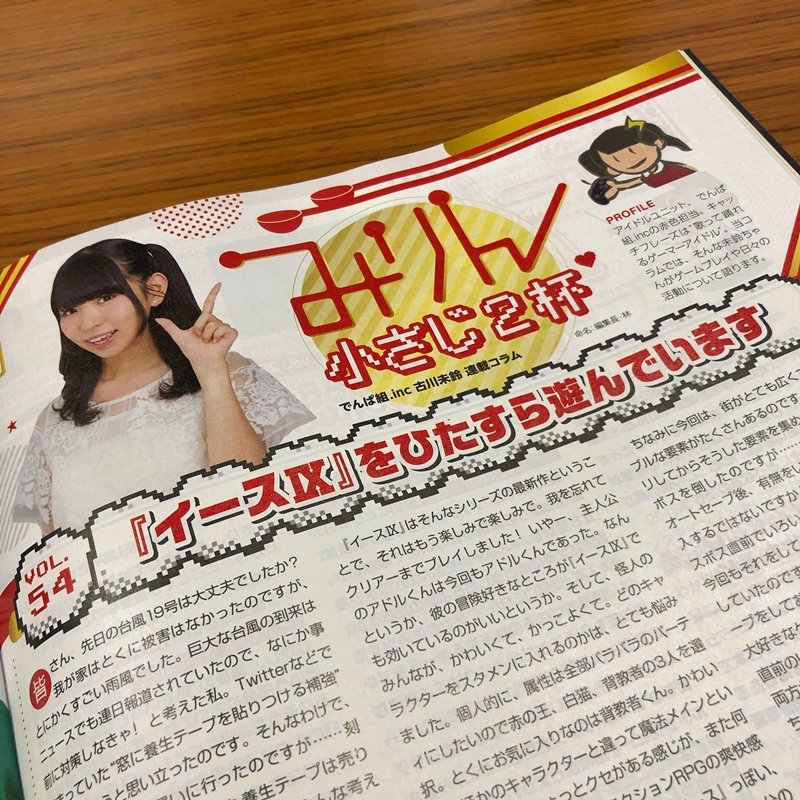 みりん
小さじ2杯
でんぱ組.inc 古川未鈴 連載コラム
命名:編集長・林
PROFILE
アイドルユニット、でんぱ
組.incの赤色担当。キャッ
チフレーズは“歌って踊れ
るゲーマーアイドル”。当コ
ラムでは、そんな未鈴ちゃ
んがゲームプレイや日々の
活動について語ります。
VOL.
54
『イースⅨ』をひたすら遊んでいます
皆さん、先日の台風19号は大丈夫でしたか?
我が家はとくに被害はなかったのですが、
とにかくすごい雨風でした。巨大な台風の到来は
ニュースでも連日報道されていたので、なにか事
前に対策しなきゃ! と考えた私。Twitterなどで
まっていた“窓に養生テープを貼りつける補強”
うと思い立ったのです。そんなわけで、
買いに行ったのですが……刻
養生テープは売り
んな考え
『イースⅨ』はそんなシリーズの最新作というこ
とで、それはもう楽しみで楽しみで。我を忘れて
クリアーまでプレイしました! いやー、主人公
のアドルくんは今回もアドルくんであった。なん
というか、彼の冒険好きなところが『イースⅨ』で
も効いているのがいいというか。そして、怪人の
みんなが、かわいくて、かっこよくて。どのキャ
ラクターをスタメンに入れるのかは、とても悩み
ました。個人的に、属性は全部バラバラのパーテ
ィにしたいので赤の王、白猫、背教者の3人を選
択。とくにお気に入りなのは背教者くん。かわい
ほかのキャラクターと違って魔法メインとい
ちょっとクセがある感じが、また何
クションRPGの爽快感
ース』っぽい、
ちなみに今回は、街がとても広く
ブルな要素がたくさんあるのです
リしてからそうした要素を集め
ボスを倒したのですが……
オートセーブ後、有無をい
入するではないですか
スボス直前でいろい
今回もそれをして
していたのです
ーブをしてお
大好きな
直前の
両方
ち